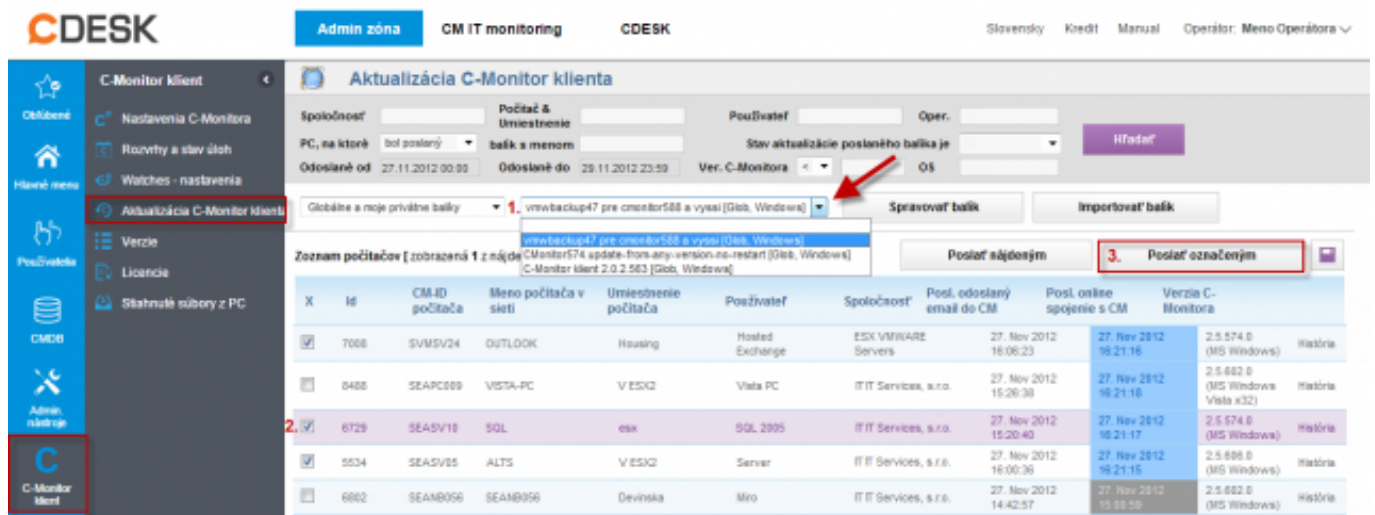 CDESK
Admin zóna CM IT monitoring CDESK
Slovensky Kredit Manual Operátor: Meno Operátora
Obľúbené
Hlavné menu
Používatelia
CMDB
Admin. nástroje
C-Monitor klient
C-Monitor klient
Nastavenia C-Monitora
Rozvrhy a stav úloh
Watches - nastavenia
Aktualizácia C-Monitor klienta
Verzie
Licencie
Stiahnuté súbory z PC
Aktualizácia C-Monitor klienta
Spoločnosť Počítač & Umiestnenie Používateľ Oper.
PC, na ktoré bol poslaný balík s menom Stav aktualizácie poslaného balíka je
Hľadať
Odoslané od 27.11.2012 00:00 Odoslané do 29.11.2012 23:59 Ver. C-Monitora < OS
Globálne a moje privátne balíky 1. vmwbackup47 pre cmonitor588 a vyssi [Glob, Windows] Spravovať balík Importovať balík
vmwbackup47 pre cmonitor588 a vyssi [Glob, Windows]
CMonitor574 update-from-any-version-no-restart [Glob, Windows]
C-Monitor klient 2.0.2.563 [Glob, Windows]
Zoznam počítačov [ zobrazená 1 z
Poslať nájdeným 3. Poslať označeným
X Id CM-ID počítača Meno počítača v sieti Umiestnenie počítača Používateľ Spoločnosť Posl. odoslaný email do CM Posl. online spojenie s CM Verzia C-Monitora
7008 SVMSV24 OUTLOOK Housing Hosted Exchange ESX VMWARE Servers 27. Nov 2012 16:06:23 27. Nov 2012 16:21:16 2.5.574.0 (MS Windows) História
8488 SEAPC009 VISTA-PC V ESX2 Vista PC IT IT Services, s.r.o. 27. Nov 2012 15:26:38 27. Nov 2012 16:21:18 2.5.602.0 (MS Windows Vista x32) História
2. 6729 SEASV10 SQL esx SQL 2005 IT IT Services, s.r.o. 27. Nov 2012 15:20:40 27. Nov 2012 16:21:17 2.5.574.0 (MS Windows) História
5534 SEASV05 ALTS V ESX2 Server IT IT Services, s.r.o. 27. Nov 2012 16:00:36 27. Nov 2012 16:21:15 2.5.606.0 (MS Windows) História
6802 SEANB056 SEANB056 Devinska Miro IT IT Services, s.r.o. 27. Nov 2012 14:42:57 27. Nov 2012 2.5.602.0 (MS Windows) História